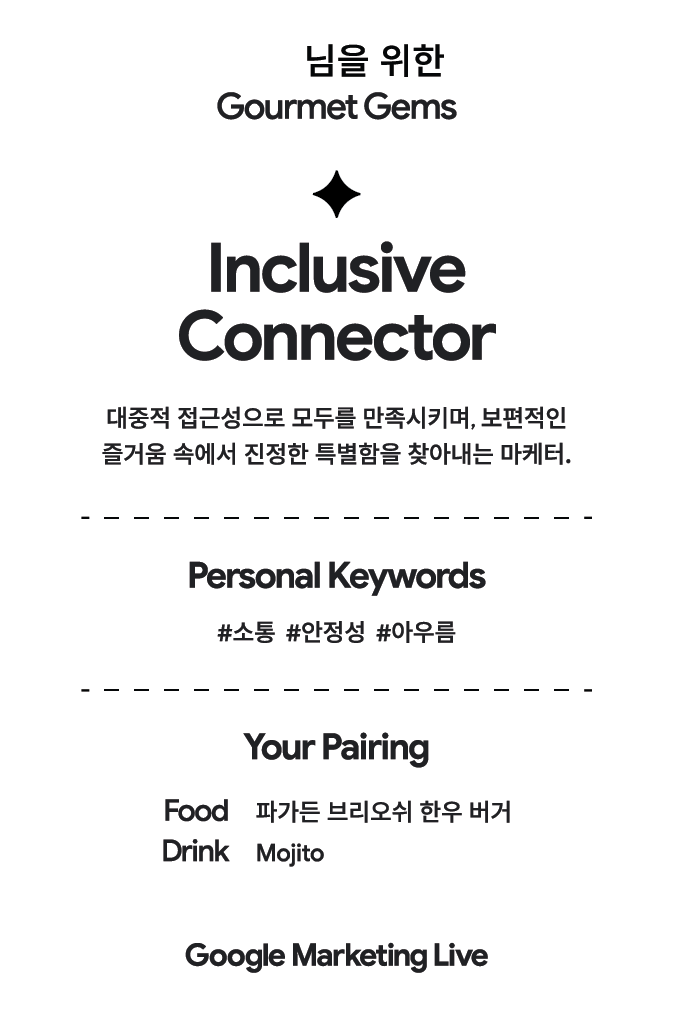 님을 위한
Gourmet Gems
Inclusive
Connector
대중적 접근성으로 모두를 만족시키며, 보편적인
즐거움 속에서 진정한 특별함을 찾아내는 마케터.
Personal Keywords
#소통 #안정성 #아우름
Your Pairing
Food 파가든 브리오쉬 한우 버거
Drink Mojito
Google Marketing Live